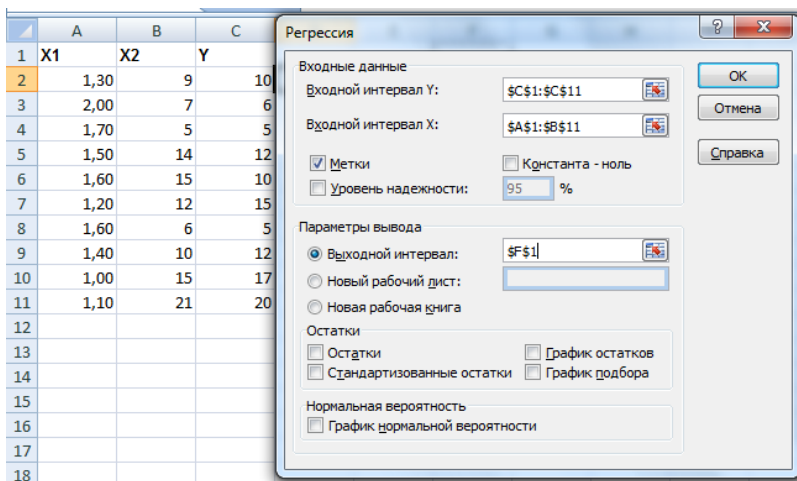 A B C
1 X1 X2 Y
2 1,30 9 10
3 2,00 7 6
4 1,70 5 5
5 1,50 14 12
6 1,60 15 10
7 1,20 12 15
8 1,60 6 5
9 1,40 10 12
10 1,00 15 17
11 1,10 21 20
12
13
14
15
16
17
18
Регрессия
? X
Входные данные
Входной интервал Y: $C$1:$C$11
Входной интервал X: $A$1:$B$11
Метки Константа - ноль
Уровень надежности: 95 %
OK
Отмена
Справка
Параметры вывода
Выходной интервал: $F$1
Новый рабочий лист:
Новая рабочая книга
Остатки
Остатки График остатков
Стандартизованные остатки График подбора
Нормальная вероятность
График нормальной вероятности